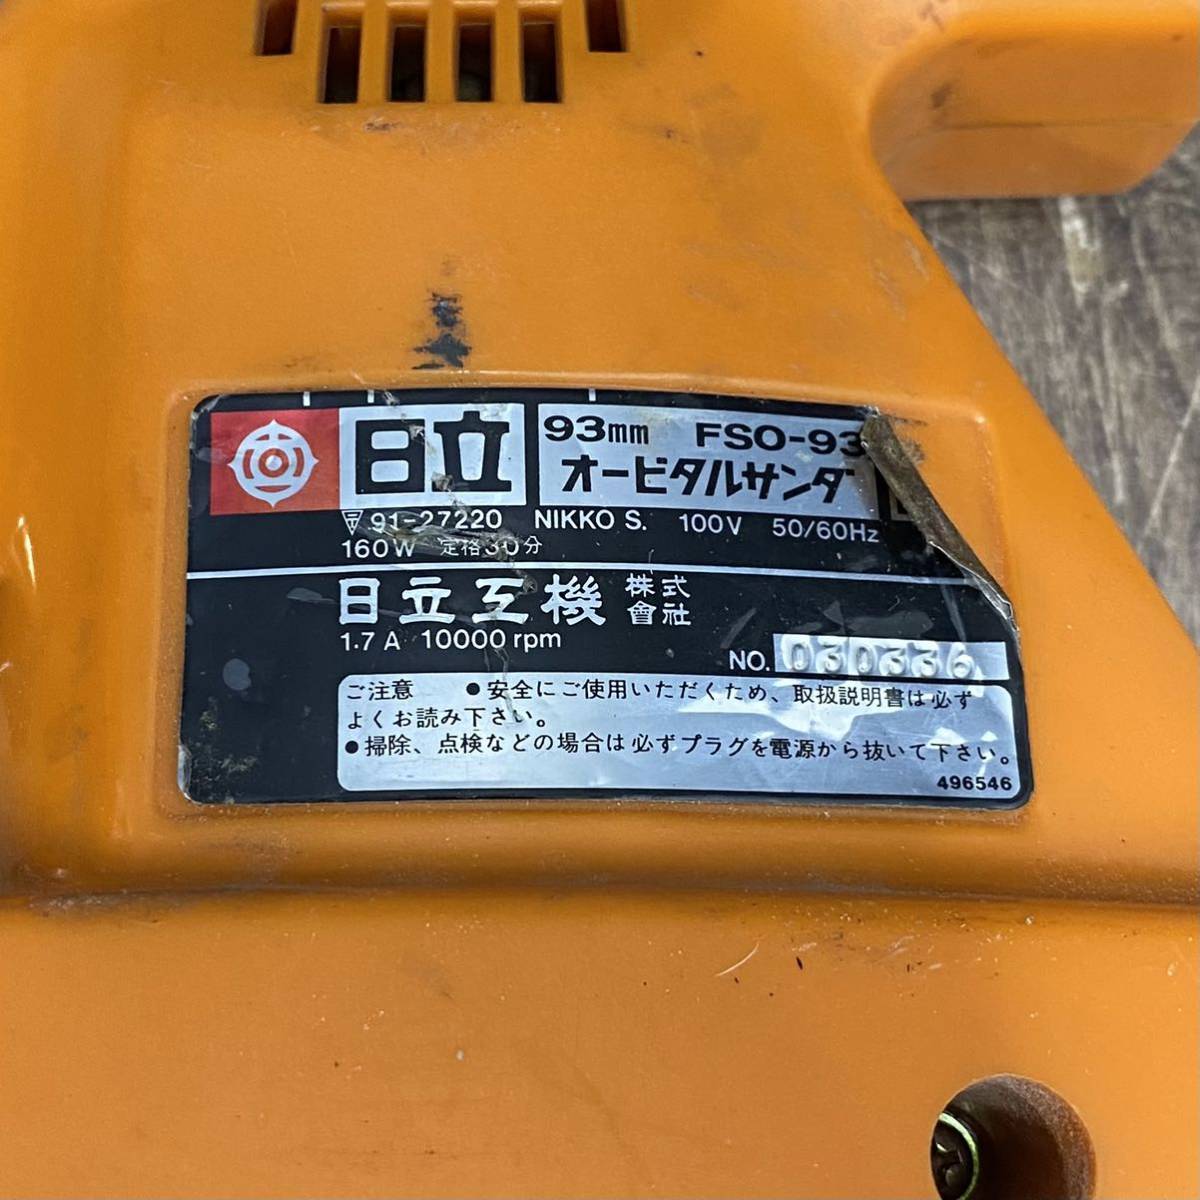 日立 93mm FSO-93
オービタルサンダ
〒 91-27220 NIKKO S. 100V 50/60Hz
160W 定格30分
日立工機 株式會社
1.7A 10000rpm
NO. 030336
ご注意 ●安全にご使用いただくため、取扱説明書は必ず
よくお読み下さい。
●掃除、点検などの場合は必ずプラグを電源から抜いて下さい。
496546